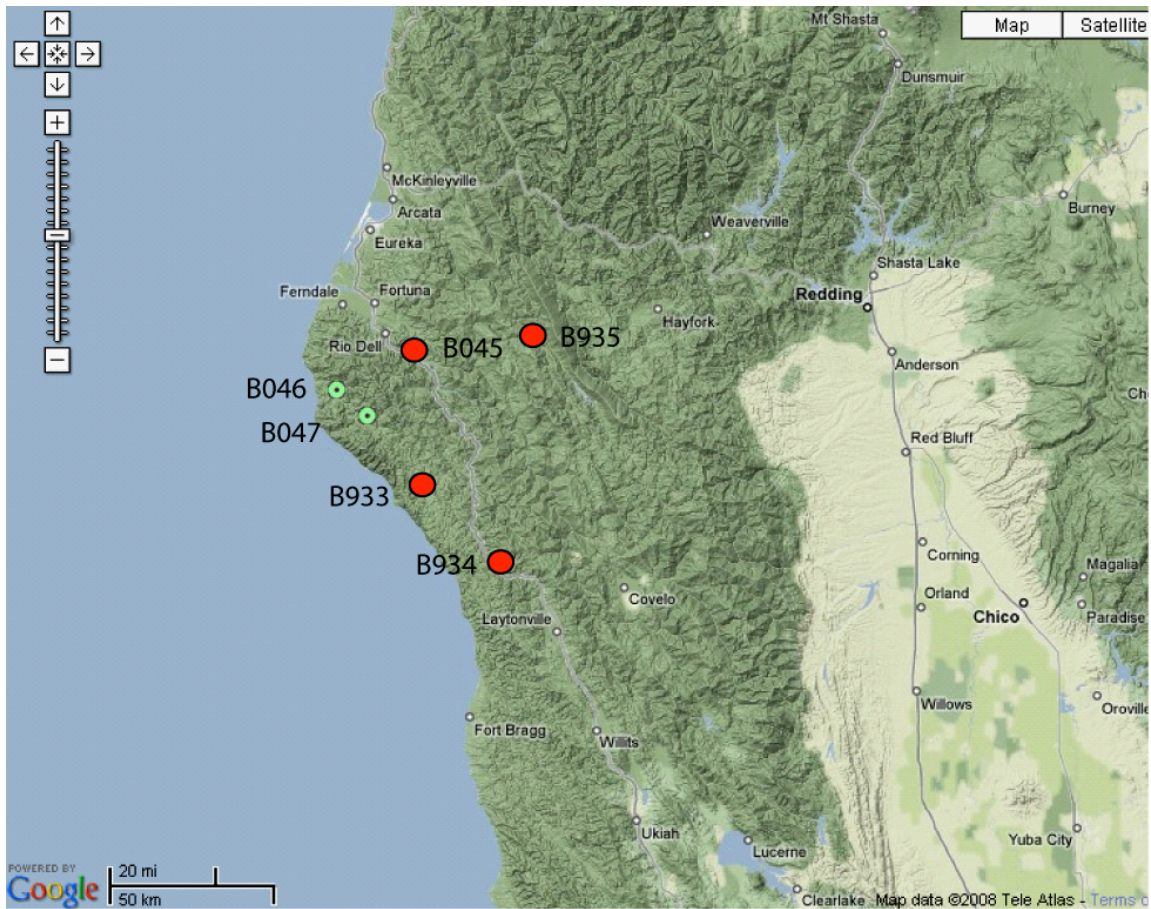 Mt Shasta
Map
Satellite
Dunsmuir
McKinleyville
Arcata
Burney
Weaverville
Eureka
Shasta Lake
Ferndale
Fortuna
Redding
Hayfork
Rio Dell
B045
B935
Anderson
B046
Ch
B047
Red Bluff
B933
B934
Corning
Magalia
Covelo
Orland
Chico
Paradise
Laytonville
Willows
Oroville
Fort Bragg
Willits
Ukiah
Yuba City
Lucerne
POWERED BY
Google
20 mi
50 km
Clearlake
Map data ©2008 Tele Atlas - Terms o